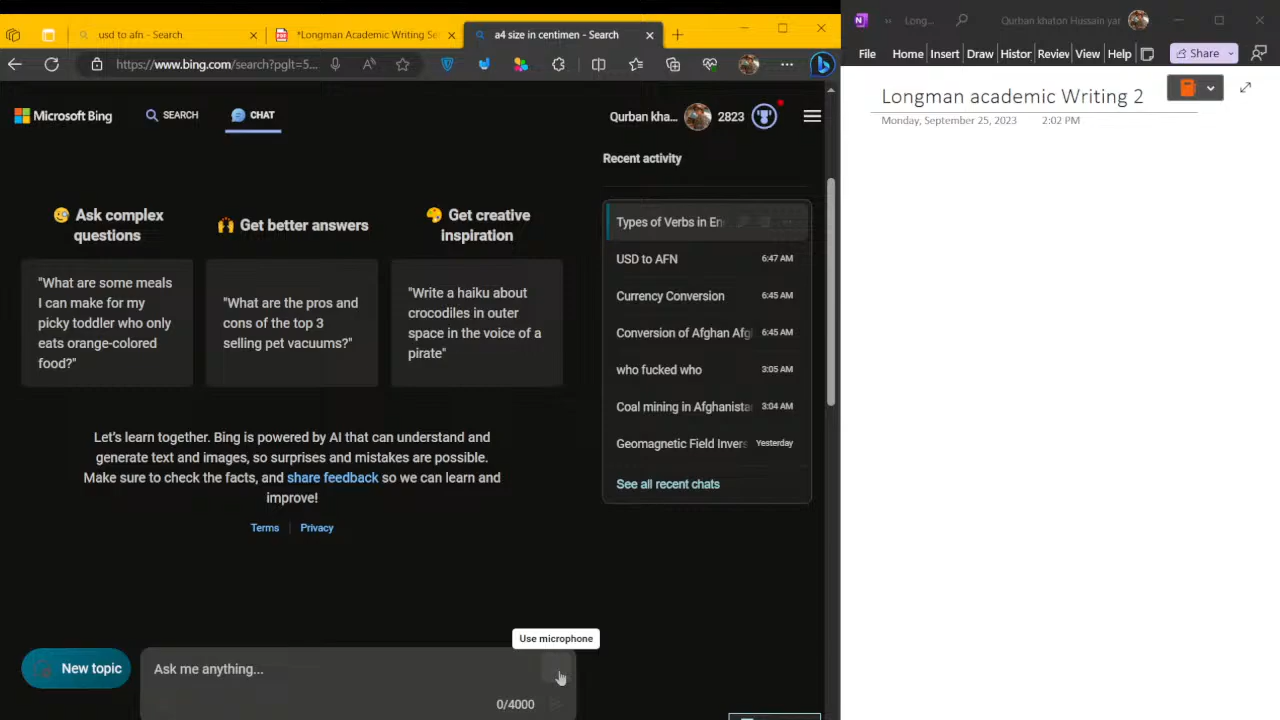 usd to afn - Search
*Longman Academic Writing Se
a4 size in centimen - Search
https://www.bing.com/search?pglt=5...
Microsoft Bing
SEARCH
CHAT
Qurban kha...
2823
Recent activity
Ask complex
questions
Get better answers
Get creative
inspiration
"What are some meals
I can make for my
picky toddler who only
eats orange-colored
food?"
"What are the pros and
cons of the top 3
selling pet vacuums?"
"Write a haiku about
crocodiles in outer
space in the voice of a
pirate"
Types of Verbs in En
USD to AFN 6:47 AM
Currency Conversion 6:45 AM
Conversion of Afghan Afg 6:45 AM
who fucked who 3:05 AM
Coal mining in Afghanista 3:04 AM
Geomagnetic Field Invers Yesterday
See all recent chats
Let's learn together. Bing is powered by AI that can understand and
generate text and images, so surprises and mistakes are possible.
Make sure to check the facts, and share feedback so we can learn and
improve!
Terms | Privacy
Use microphone
New topic
Ask me anything...
0/4000
Long...
Qurban khaton Hussain yar
File Home Insert Draw Histor Review View Help
Share
Longman academic Writing 2
Monday, September 25, 2023 2:02 PM